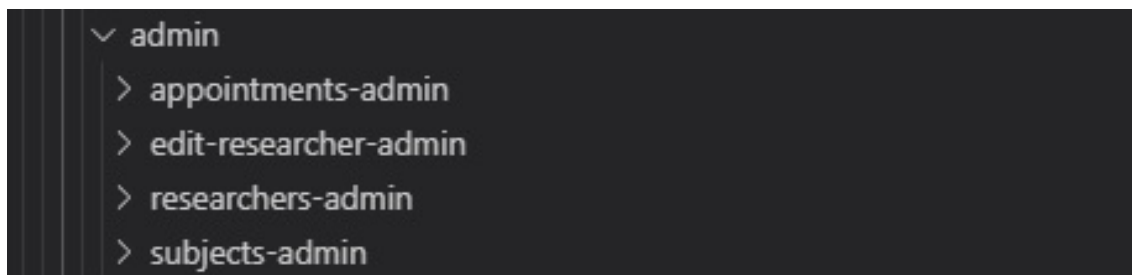 admin
appointments-admin
edit-researcher-admin
researchers-admin
subjects-admin